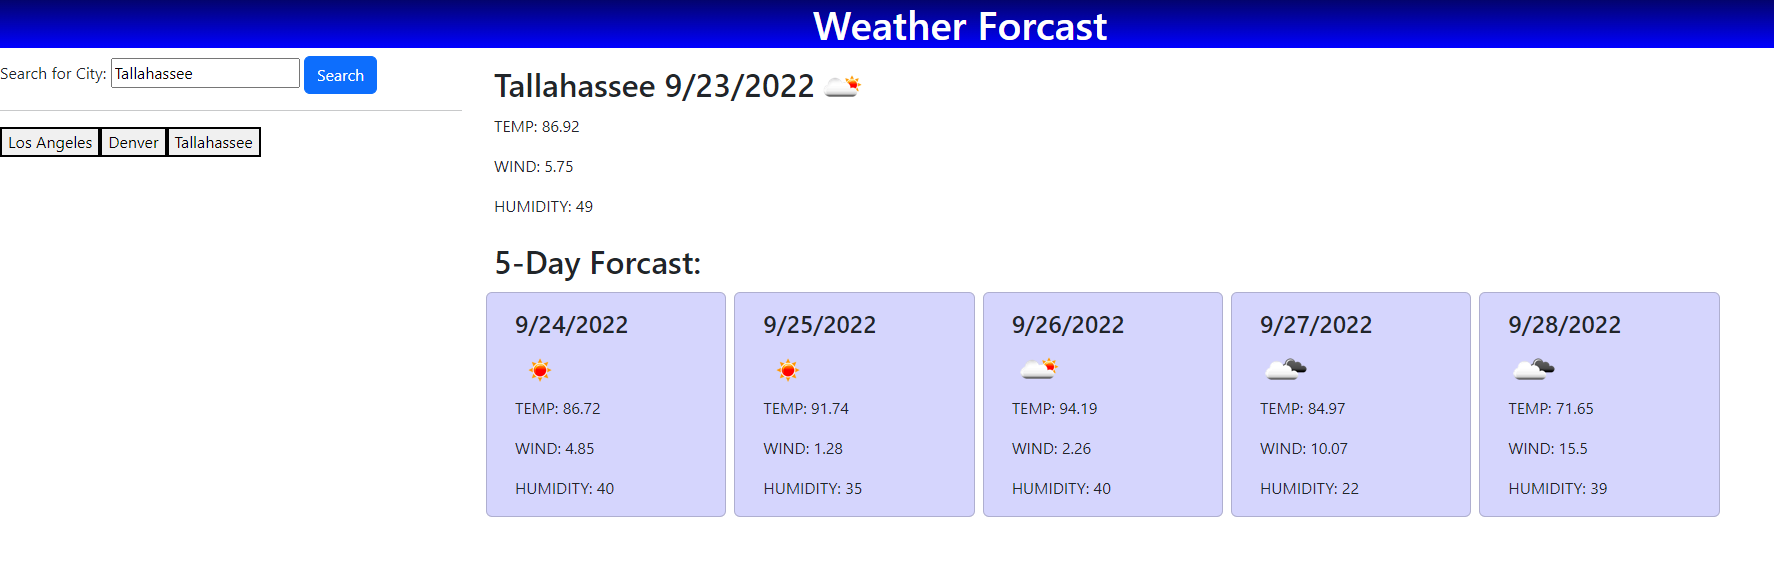 Weather Forcast
Search for City: Tallahassee Search
Los Angeles Denver Tallahassee
Tallahassee 9/23/2022
TEMP: 86.92
WIND: 5.75
HUMIDITY: 49
5-Day Forcast:
9/24/2022
TEMP: 86.72
WIND: 4.85
HUMIDITY: 40
9/25/2022
TEMP: 91.74
WIND: 1.28
HUMIDITY: 35
9/26/2022
TEMP: 94.19
WIND: 2.26
HUMIDITY: 40
9/27/2022
TEMP: 84.97
WIND: 10.07
HUMIDITY: 22
9/28/2022
TEMP: 71.65
WIND: 15.5
HUMIDITY: 39